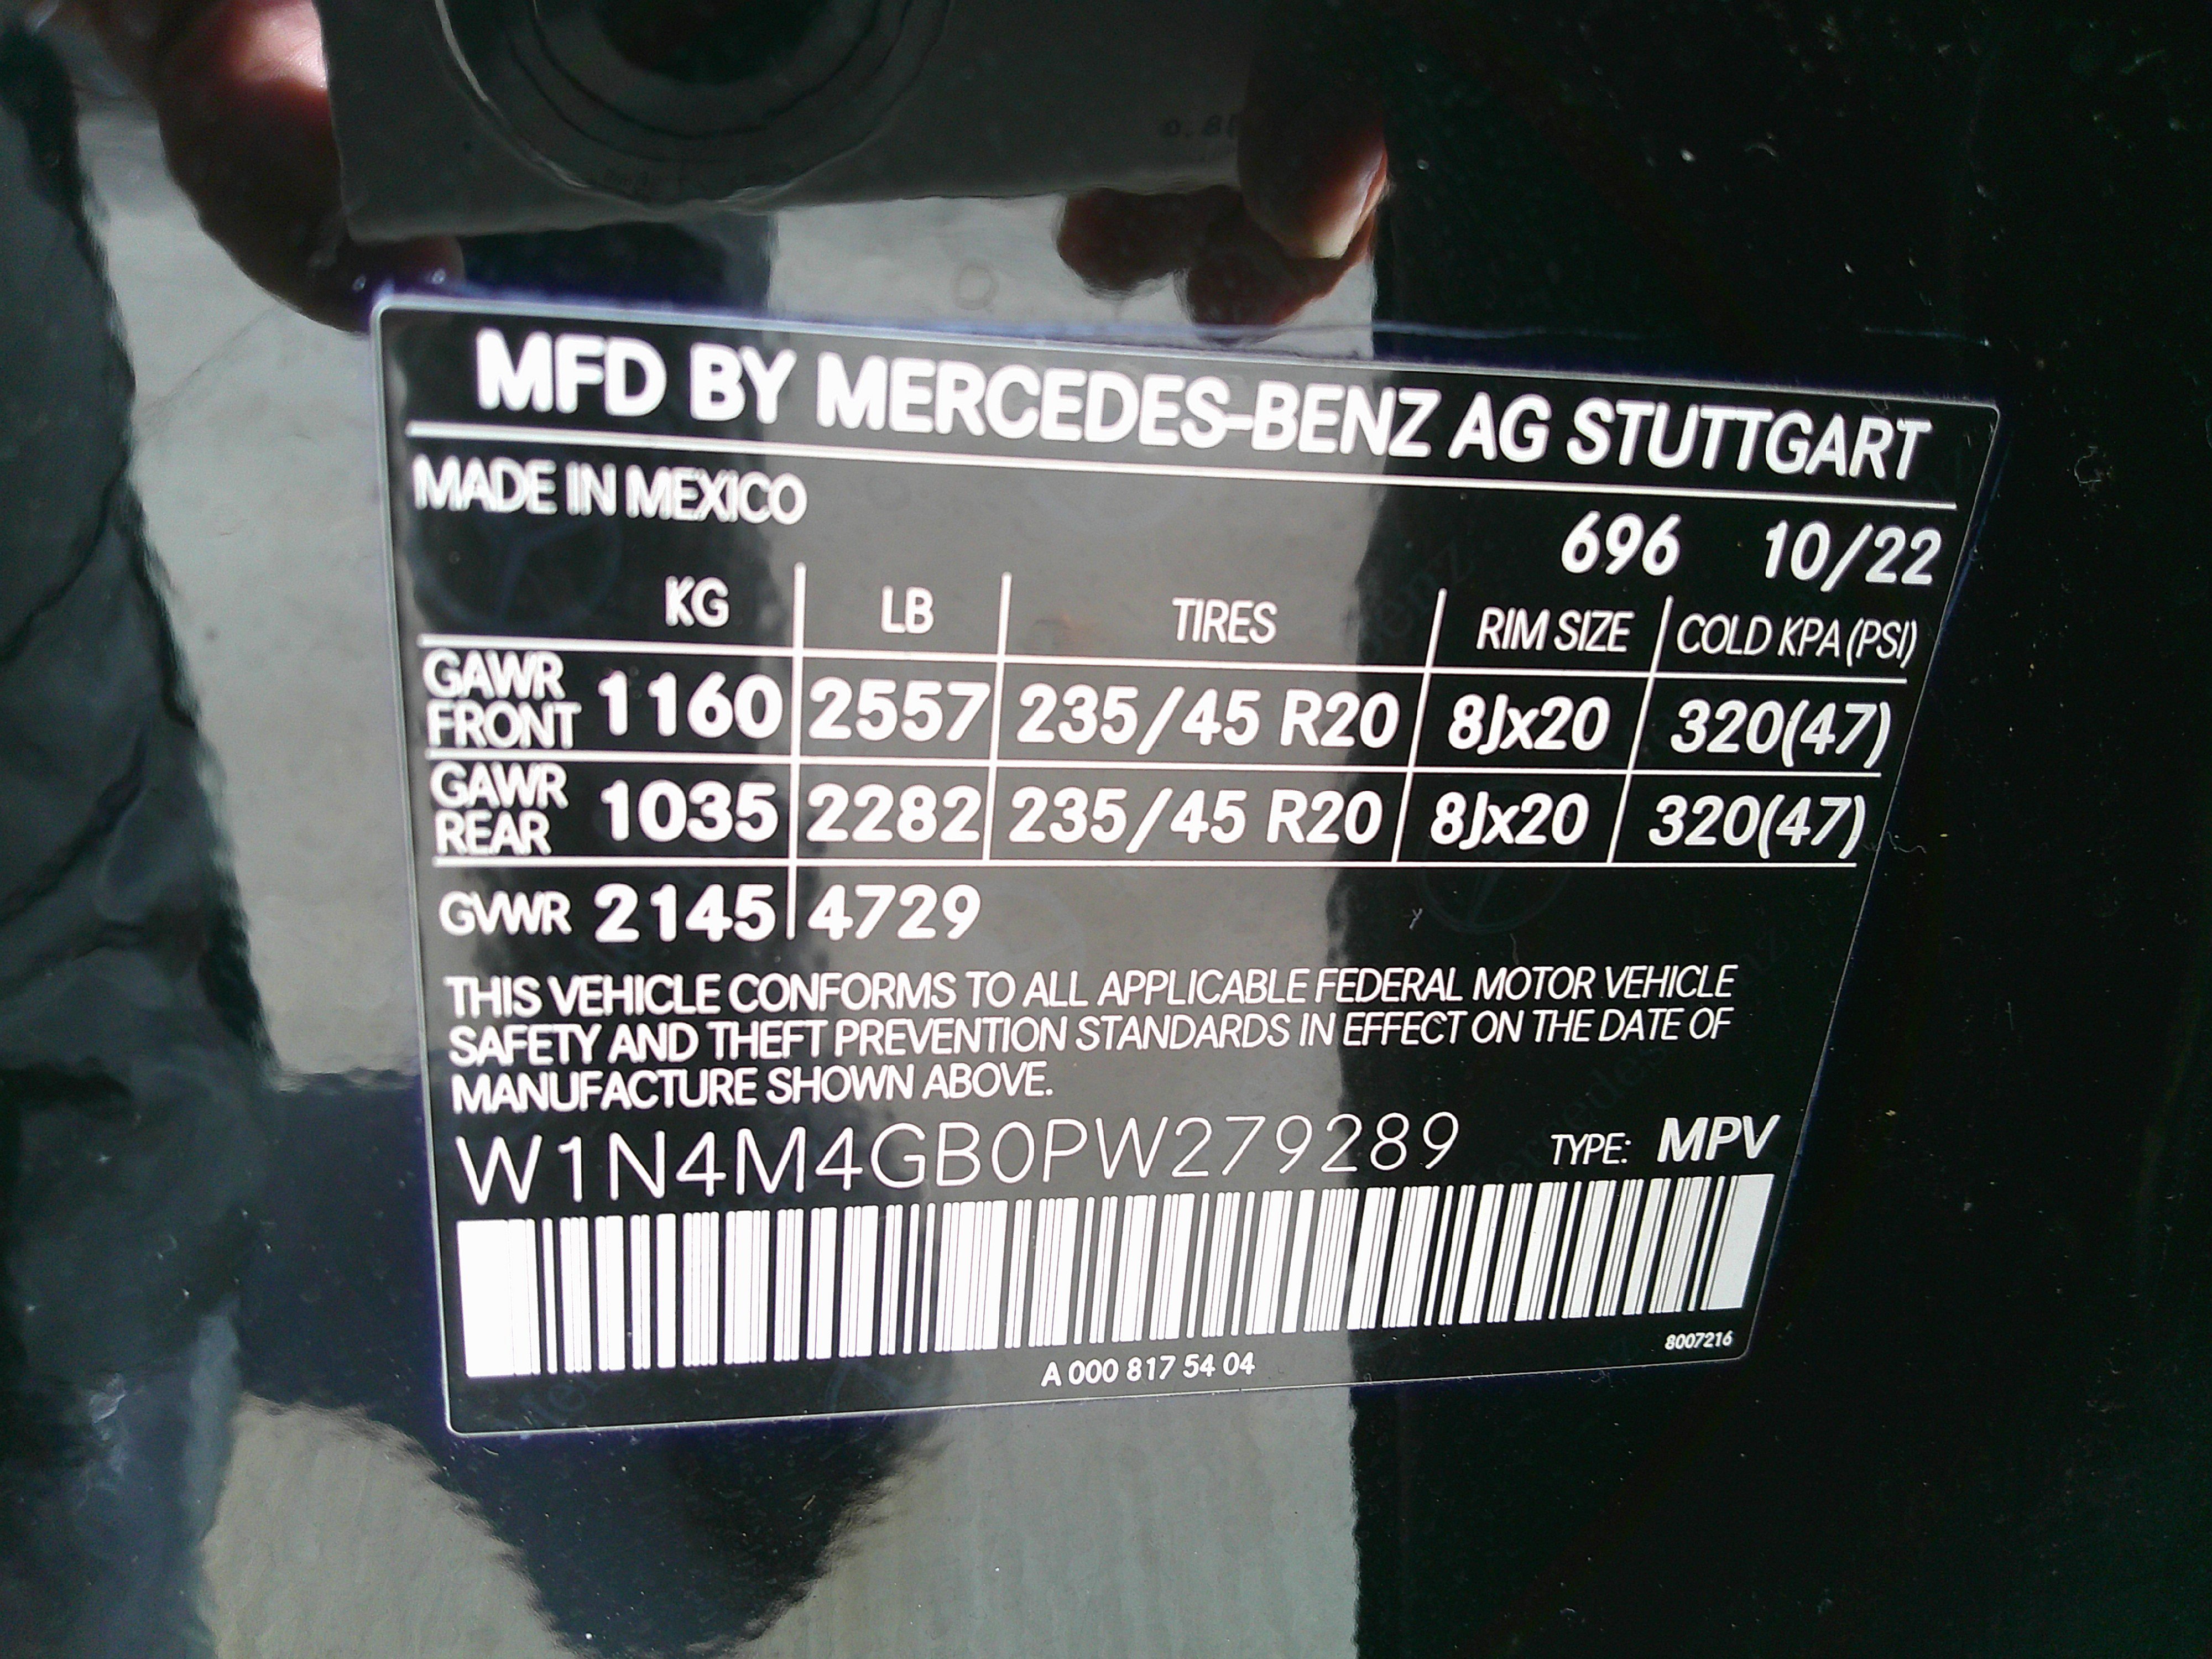 MFD BY MERCEDES-BENZ AG STUTTGART
MADE IN MEXICO
696 10/22
KG LB TIRES RIM SIZE COLD KPA (PSI)
GAWR FRONT 1160 2557 235/45 R20 8Jx20 320(47)
GAWR REAR 1035 2282 235/45 R20 8Jx20 320(47)
GVWR 2145 4729
THIS VEHICLE CONFORMS TO ALL APPLICABLE FEDERAL MOTOR VEHICLE
SAFETY AND THEFT PREVENTION STANDARDS IN EFFECT ON THE DATE OF
MANUFACTURE SHOWN ABOVE.
W1N4M4GB0PW279289 TYPE: MPV
8007216
A 000 817 54 04